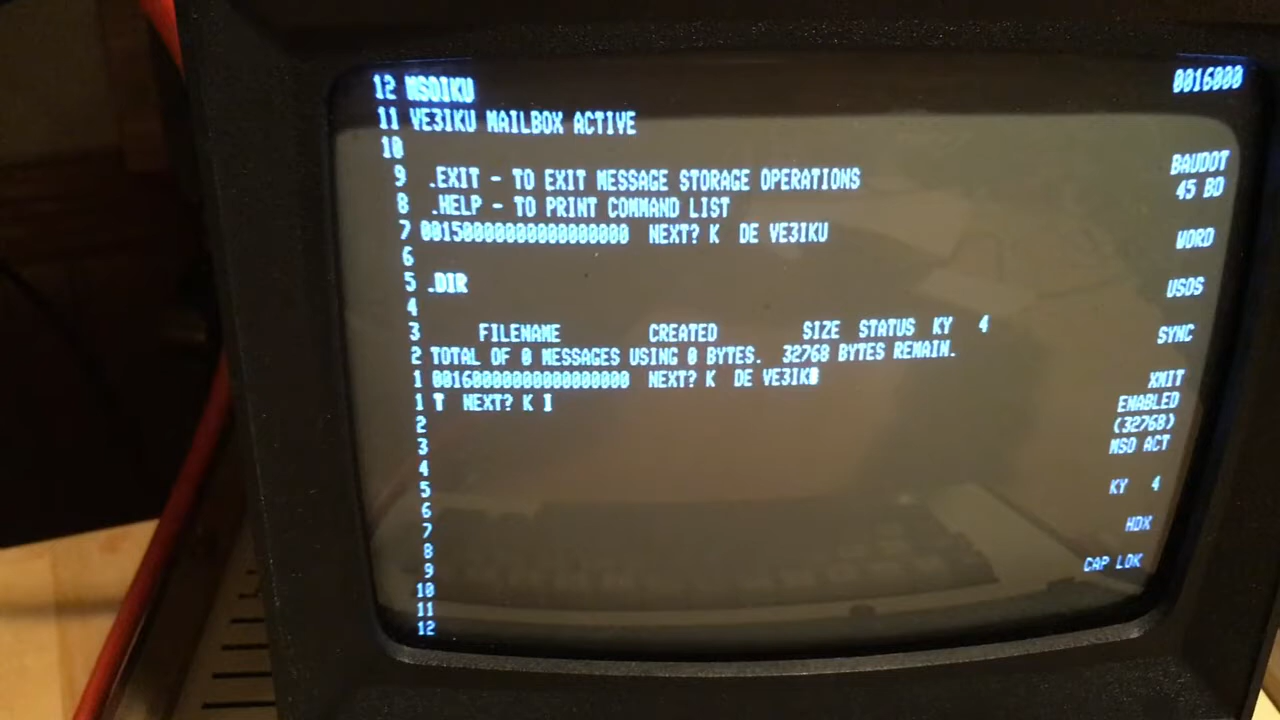 12 MSOIKU 0016000
11 VE3IKU MAILBOX ACTIVE
10
BAUDOT
9 .EXIT - TO EXIT MESSAGE STORAGE OPERATIONS
45 BD
8 .HELP - TO PRINT COMMAND LIST
7 00150000000000000000 NEXT? K DE VE3IKU
WORD
6
5 .DIR
USOS
4
3 FILENAME CREATED SIZE STATUS KY 4
SYNC
2 TOTAL OF 0 MESSAGES USING 0 BYTES. 32768 BYTES REMAIN.
1 00160000000000000000 NEXT? K DE VE3IK
XMIT
1 T NEXT? K I
ENABLED
2
(32768)
3
MSO ACT
4
5
KY 4
6
7
HDX
8
9
CAP LOK
10
11
12